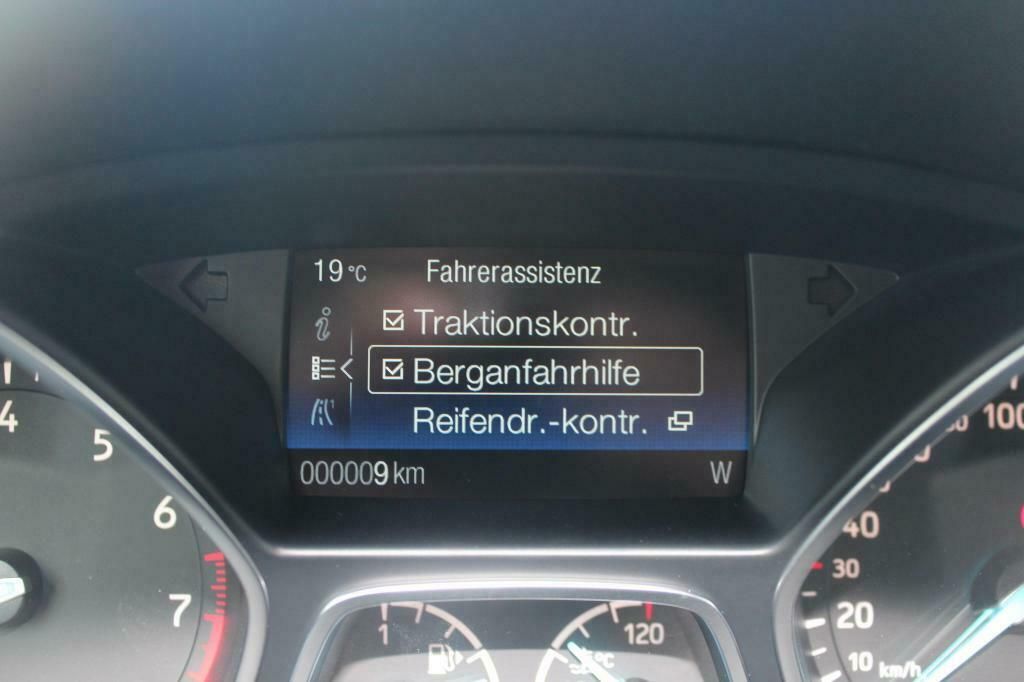 19 °C Fahrerassistenz
Traktionskontr.
Berganfahrhilfe
Reifendr.-kontr.
000009 km W
4
5
6
7
1
120
°C
100
40
30
20
10 km/h